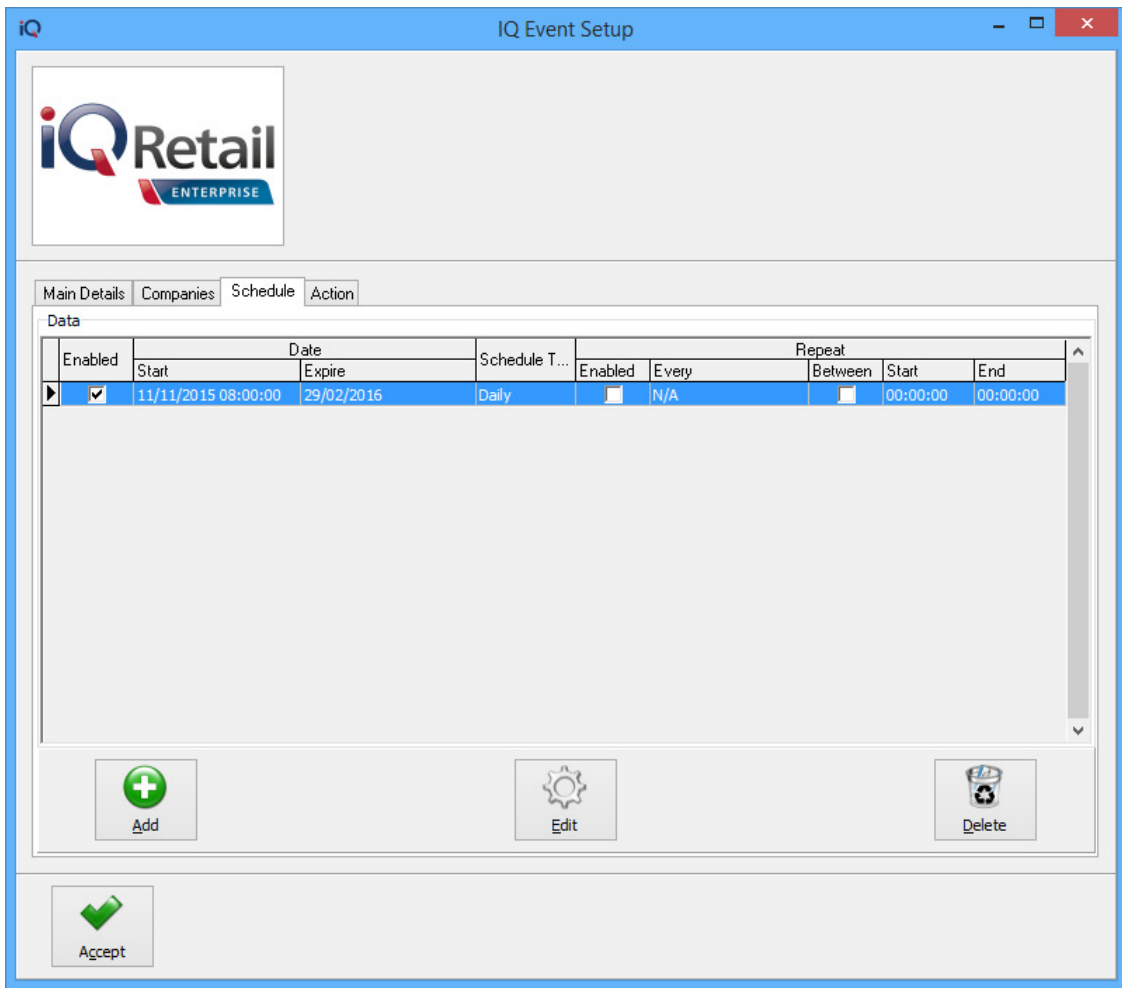 iQ IQ Event Setup
iQ Retail
ENTERPRISE
Main Details Companies Schedule Action
Data
Enabled Date Schedule T... Repeat
Start Expire Enabled Every Between Start End
11/11/2015 08:00:00 29/02/2016 Daily N/A 00:00:00 00:00:00
Add Edit Delete
Accept